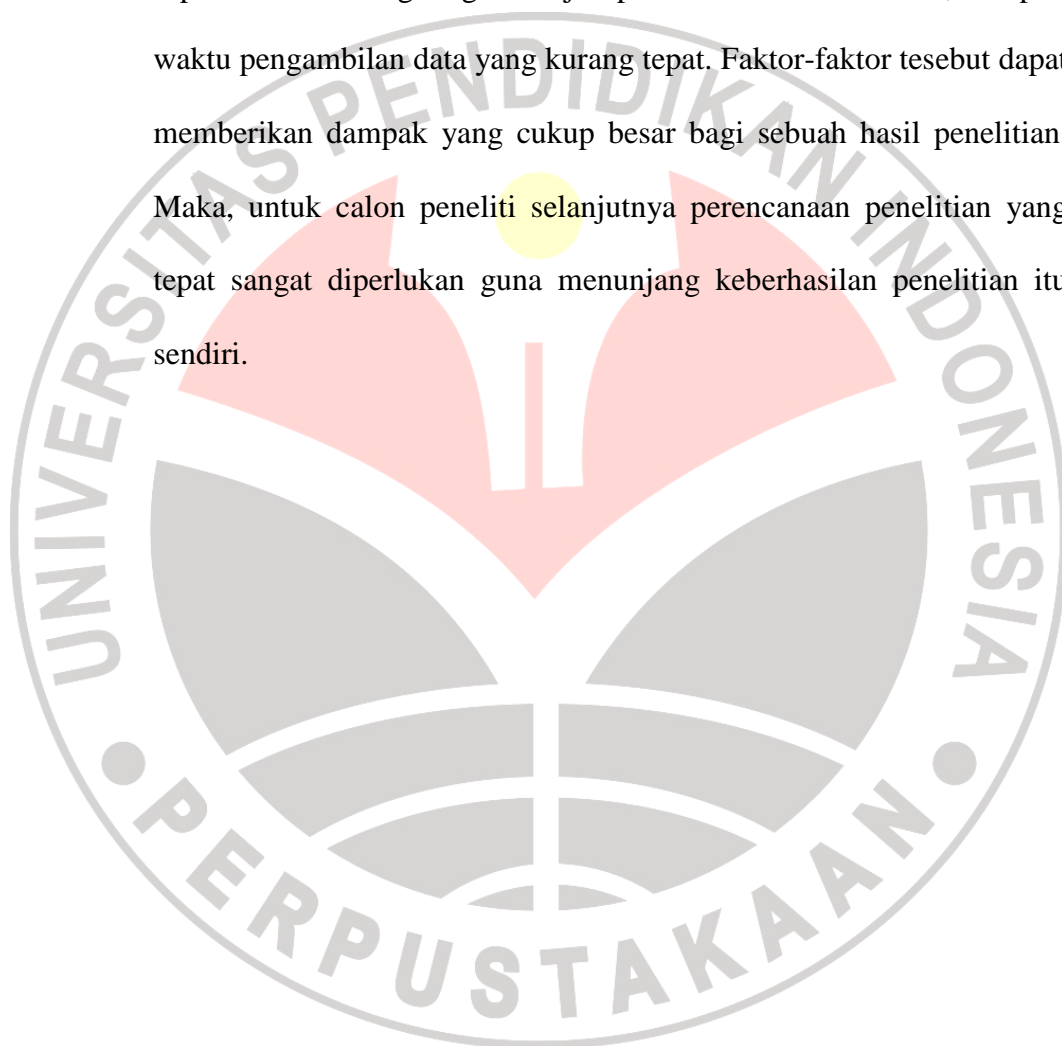 waktu pengambilan data yang kurang tepat. Faktor-faktor tesebut dapat
memberikan dampak yang cukup besar bagi sebuah hasil penelitian
Maka, untuk calon peneliti selanjutnya perencanaan penelitian yang
tepat sangat diperlukan guna menunjang keberhasilan penelitian itu
sendiri.
UNIVERSITAS PENDIDIKAN INDONESIA
PERPUSTAKAAN